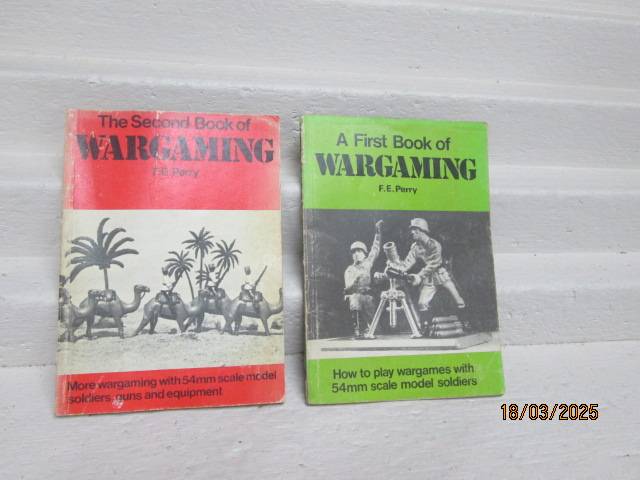 The Second Book of
WARGAMING
F.E. Perry
More wargaming with 54mm scale model
soldiers, guns and equipment
A First Book of
WARGAMING
F.E. Perry
How to play wargames with
54mm scale model soldiers
18/03/2025